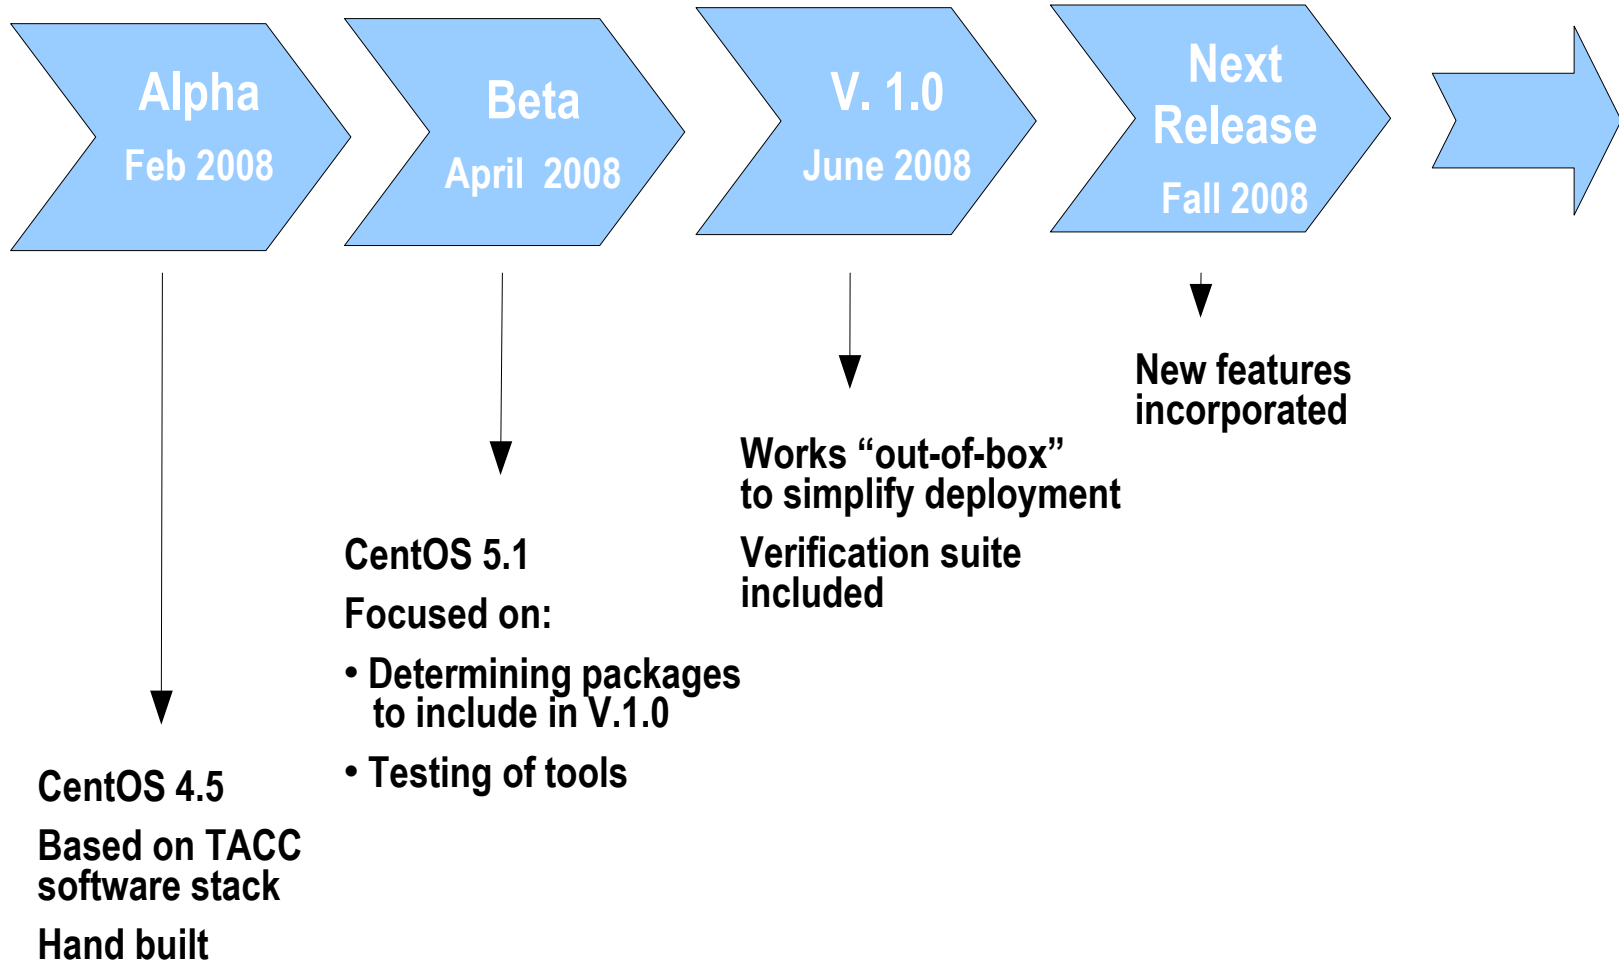 Alpha
Feb 2008
Beta
April 2008
V. 1.0
June 2008
Next
Release
Fall 2008
CentOS 4.5
Based on TACC
software stack
Hand built
CentOS 5.1
Focused on:
• Determining packages
to include in V.1.0
• Testing of tools
Works “out-of-box”
to simplify deployment
Verification suite
included
New features
incorporated